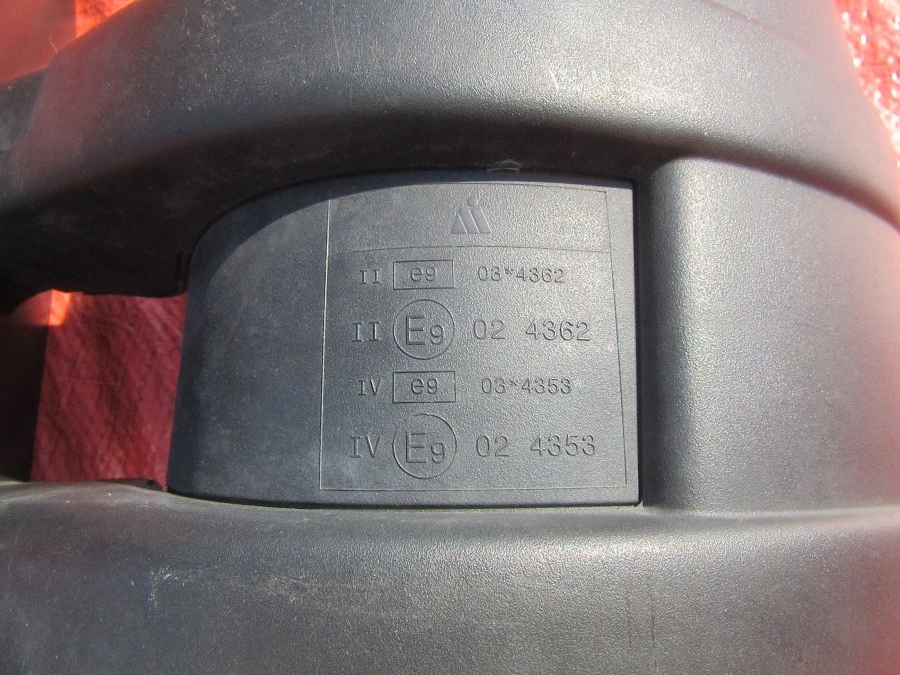 II e9 03*4362
II E9 02 4362
IV e9 03*4353
IV E9 02 4353